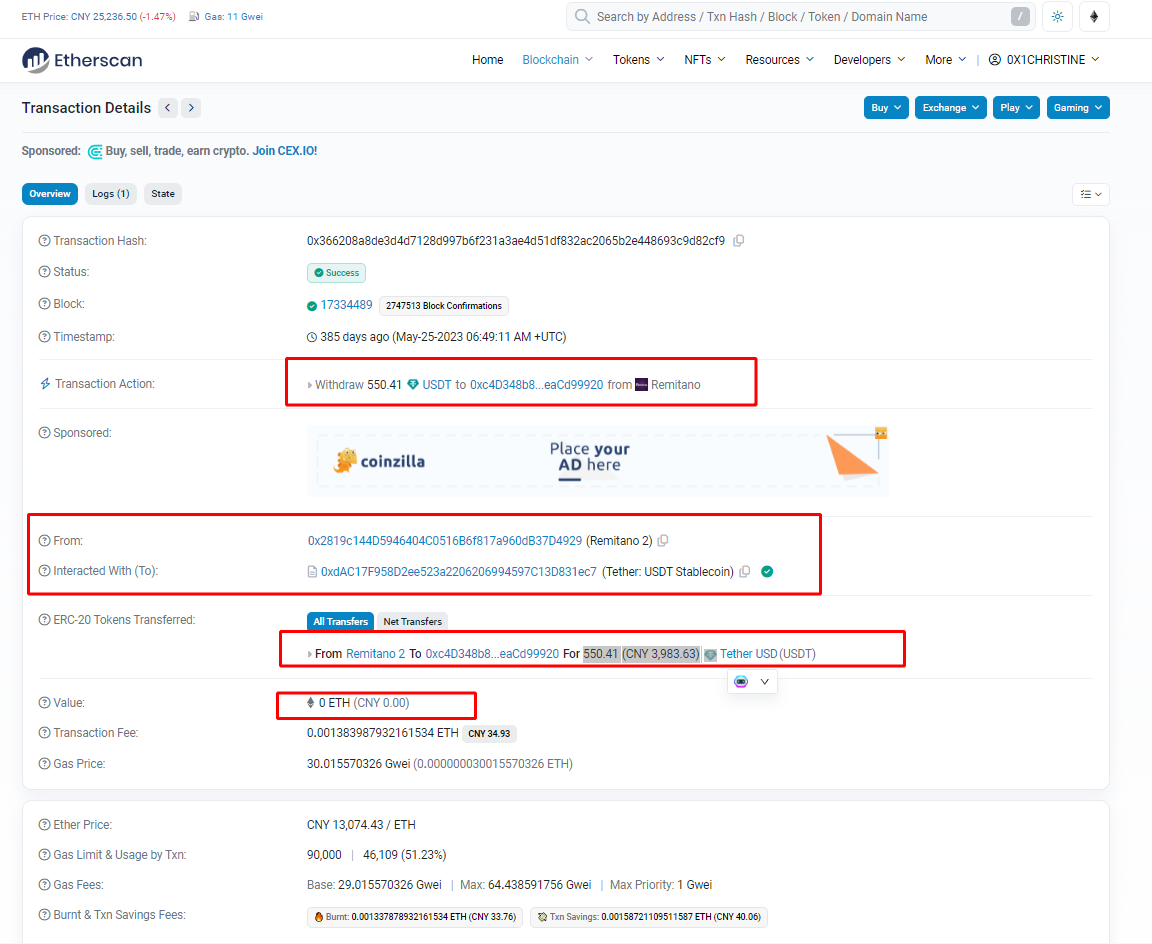 ETH Price: CNY 25,236.50 (-1.47%) Gas: 11 Gwei
Search by Address / Txn Hash / Block / Token / Domain Name /
Etherscan
Home Blockchain Tokens NFTs Resources Developers More | 0X1CHRISTINE
Transaction Details
Buy Exchange Play Gaming
Sponsored: Buy, sell, trade, earn crypto. Join CEX.IO!
Overview Logs (1) State
Transaction Hash: 0x366208a8de3d4d7128d997b6f231a3ae4d51df832ac2065b2e448693c9d82cf9
Status: Success
Block: 17334489 2747513 Block Confirmations
Timestamp: 385 days ago (May-25-2023 06:49:11 AM +UTC)
Transaction Action: Withdraw 550.41 USDT to 0xc4D348b8...eaCd99920 from Remitano
Sponsored:
coinzilla
Place your
AD here
From: 0x2819c144D5946404C0516B6f817a960dB37D4929 (Remitano 2)
Interacted With (To): 0xdAC17F958D2ee523a2206206994597C13D831ec7 (Tether: USDT Stablecoin)
ERC-20 Tokens Transferred: All Transfers Net Transfers
From Remitano 2 To 0xc4D348b8...eaCd99920 For 550.41 (CNY 3,983.63) Tether USD (USDT)
Value: 0 ETH (CNY 0.00)
Transaction Fee: 0.001383987932161534 ETH CNY 34.93
Gas Price: 30.015570326 Gwei (0.000000030015570326 ETH)
Ether Price: CNY 13,074.43 / ETH
Gas Limit & Usage by Txn: 90,000 | 46,109 (51.23%)
Gas Fees: Base: 29.015570326 Gwei | Max: 64.438591756 Gwei | Max Priority: 1 Gwei
Burnt & Txn Savings Fees: Burnt: 0.001337878932161534 ETH (CNY 33.76) Txn Savings: 0.00158721109511587 ETH (CNY 40.06)